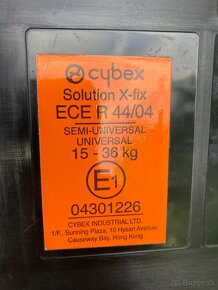 cybex
Solution X-fix
ECE R 44/04
SEMI-UNIVERSAL
UNIVERSAL
15 - 36 kg
E1
04301226
CYBEX INDUSTRIAL LTD.
1/F., Sunning Plaza, 10 Hysan Avenue,
Causeway Bay, Hong Kong